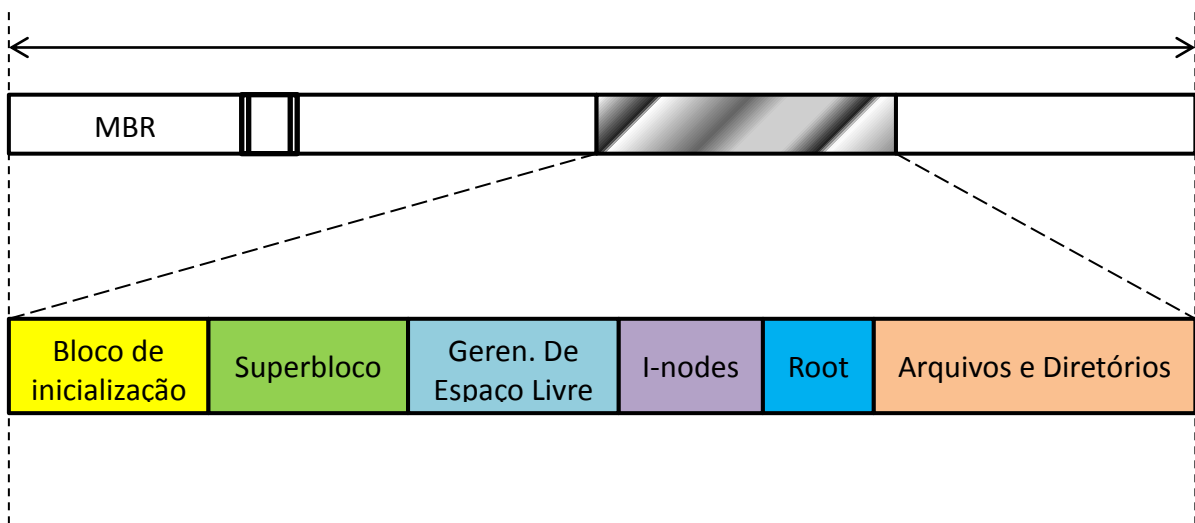 MBR
Bloco de
inicialização
Superbloco
Geren. De
Espaço Livre
I-nodes
Root
Arquivos e Diretórios